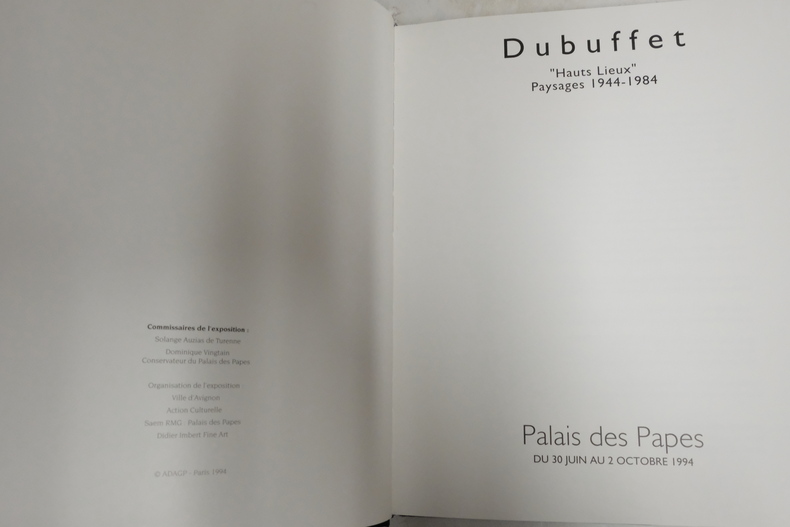 Commissaires de l'exposition :
Solange Auzias de Turenne
Dominique Vingtain
Conservateur du Palais des Papes
Organisation de l'exposition :
Ville d'Avignon
Action Culturelle
Saem RMG Palais des Papes
Didier Imbert Fine Art
© ADAGP - Paris 1994
Dubuffet
"Hauts Lieux"
Paysages 1944-1984
Palais des Papes
DU 30 JUIN AU 2 OCTOBRE 1994